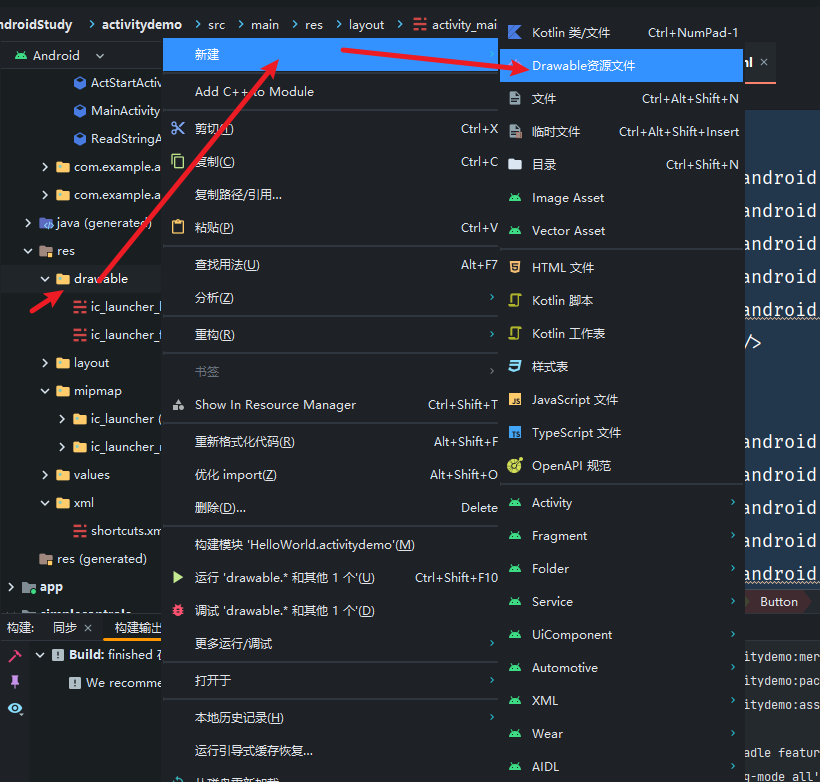 ndroidStudy > activitydemo > src > main > res > layout > activity_mai
Android
ActStartActiv
MainActivity
ReadStringA
com.example.a
com.example.a
java (generated)
res
drawable
ic_launcher_
ic_launcher_
layout
mipmap
ic_launcher (
ic_launcher_
values
xml
shortcuts.xm
res (generated)
app
构建:
同步 ×
构建输出
Build: finished
We recomme
新建
Add C++ to Module
剪切(T) Ctrl+X
复制(C) Ctrl+C
复制路径/引用...
粘贴(P) Ctrl+V
查找用法(U) Alt+F7
分析(Z)
重构(R)
书签
Show In Resource Manager Ctrl+Shift+T
重新格式化代码(R) Alt+Shift+F
优化 import(Z) Alt+Shift+O
删除(D)... Delete
构建模块 'HelloWorld.activitydemo'(M)
运行 'drawable.* 和其他 1 个'(U) Ctrl+Shift+F10
调试 'drawable.* 和其他 1 个'(D)
更多运行/调试
打开于
本地历史记录(H)
运行引导式缓存恢复...
从磁盘重新加载
Kotlin 类/文件 Ctrl+NumPad-1
Drawable资源文件
文件 Ctrl+Alt+Shift+N
临时文件 Ctrl+Alt+Shift+Insert
目录 Ctrl+Shift+N
Image Asset
Vector Asset
HTML 文件
Kotlin 脚本
Kotlin 工作表
样式表
JavaScript 文件
TypeScript 文件
OpenAPI 规范
Activity
Fragment
Folder
Service
UiComponent
Automotive
XML
Wear
AIDL
ml ×
android
android
android
android
android
/>
android
android
android
android
android
Button
itydemo:mer
itydemo:pac
itydemo:ass
adle featur
g-mode all'